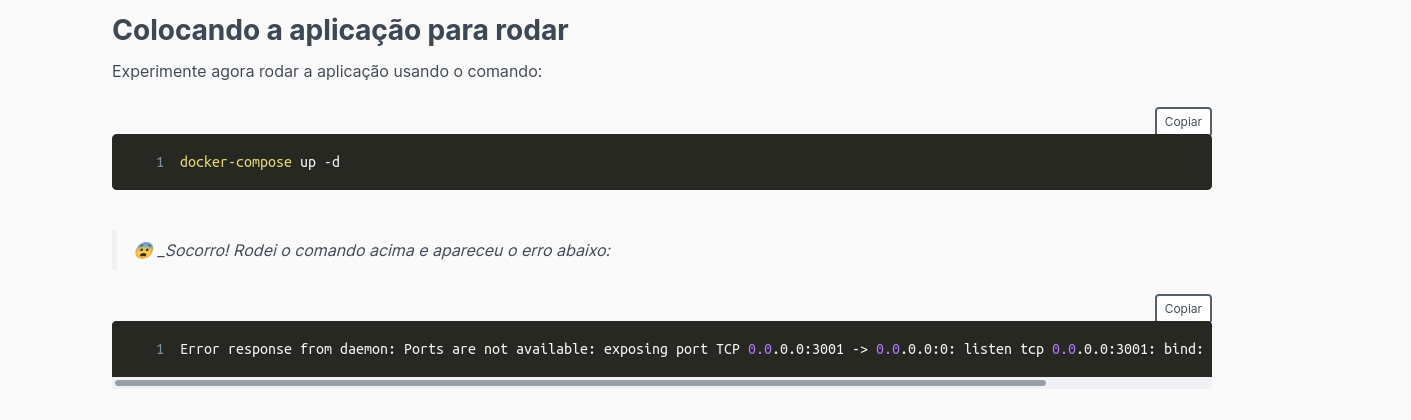 Colocando a aplicação para rodar
Experimente agora rodar a aplicação usando o comando:
Copiar
1 docker-compose up -d
😰 _Socorro! Rodei o comando acima e apareceu o erro abaixo:
Copiar
1 Error response from daemon: Ports are not available: exposing port TCP 0.0.0.0:3001 -> 0.0.0.0:0: listen tcp 0.0.0.0:3001: bind: